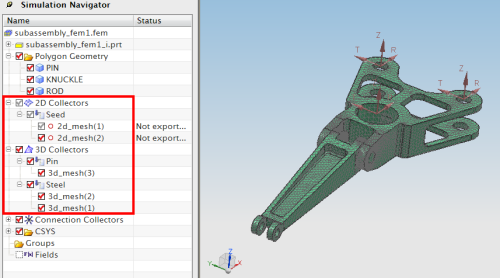 Simulation Navigator
Name Status
subassembly_fem1.fem
subassembly_fem1_i.prt
Polygon Geometry
PIN
KNUCKLE
ROD
2D Collectors
Seed
2d_mesh(1) Not export...
2d_mesh(2) Not export...
3D Collectors
Pin
3d_mesh(3)
Steel
3d_mesh(2)
3d_mesh(1)
Connection Collectors
CSYS
Groups
Fields
Z
Z
T R
T R
Z
Y X